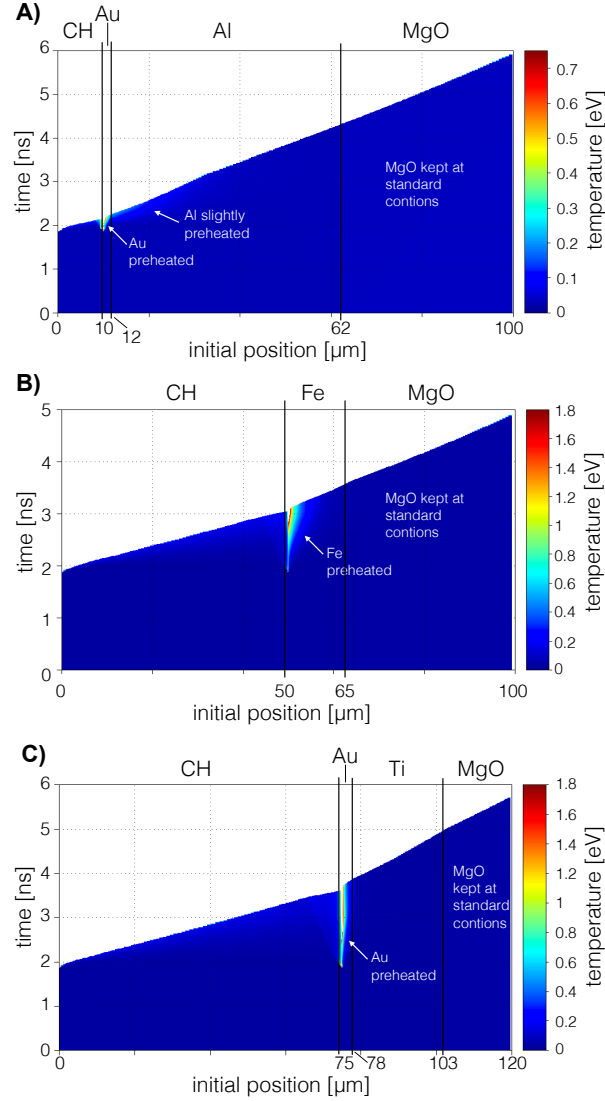 A)
CH
Au
Al
MgO
6
5
4
3
2
1
0
time [ns]
Au
preheated
Al slightly
preheated
MgO kept at
standard
contions
0
10
12
62
100
initial position [µm]
0.7
0.6
0.5
0.4
0.3
0.2
0.1
0
temperature [eV]
B)
CH
Fe
MgO
5
4
3
2
1
0
time [ns]
Fe
preheated
MgO kept at
standard
contions
0
50
65
100
initial position [µm]
1.8
1.6
1.4
1.2
1.0
0.8
0.6
0.4
0.2
0
temperature [eV]
C)
CH
Au
Ti
MgO
6
5
4
3
2
1
0
time [ns]
Au
preheated
MgO
kept at
standard
contions
0
75
78
103
120
initial position [µm]
1.8
1.6
1.4
1.2
1.0
0.8
0.6
0.4
0.2
0
temperature [eV]